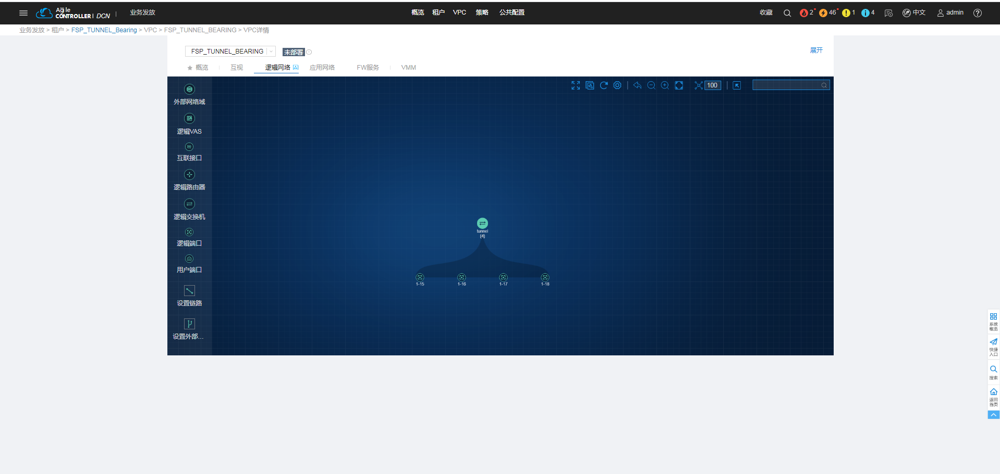 Agile
CONTROLLER | DCN
业务发放
概览
租户
VPC
策略
公共配置
收藏
2
46
1
4
中文
admin
业务发放 > 租户 > FSP_TUNNEL_Bearing > VPC > FSP_TUNNEL_BEARING > VPC详情
FSP_TUNNEL_BEARING
未部署
展开
概览
互视
逻辑网络
应用网络
FW服务
VMM
100
外部网络域
逻辑VAS
互联接口
逻辑路由器
逻辑交换机
逻辑端口
用户端口
设置链路
设置外部...
tunnel
(4)
1-15
1-16
1-17
1-18
系统
概览
快捷
入口
搜索
返回
首页